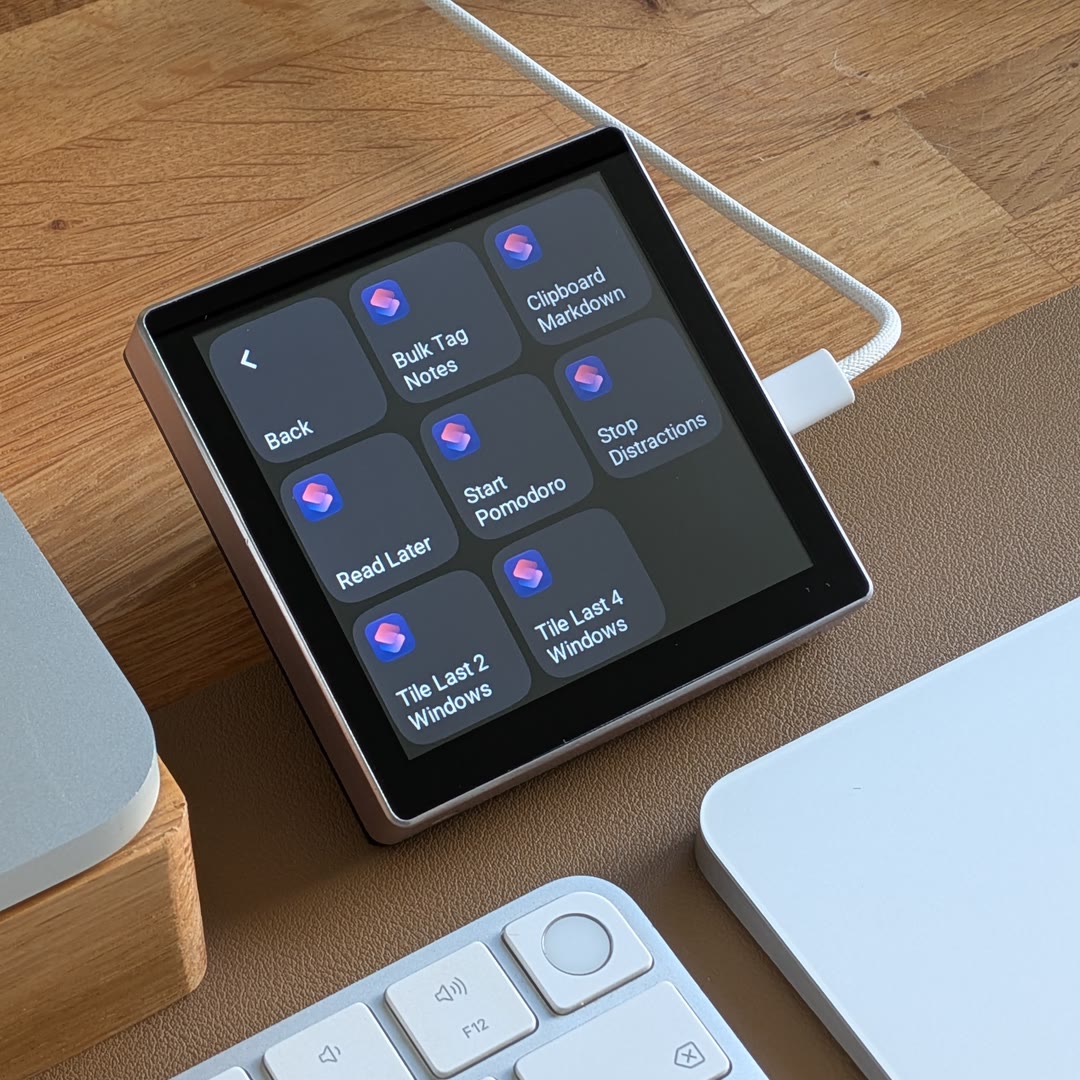 Back
Bulk Tag
Notes
Clipboard
Markdown
Read Later
Start
Pomodoro
Stop
Distractions
Tile Last 2
Windows
Tile Last 4
Windows
F12